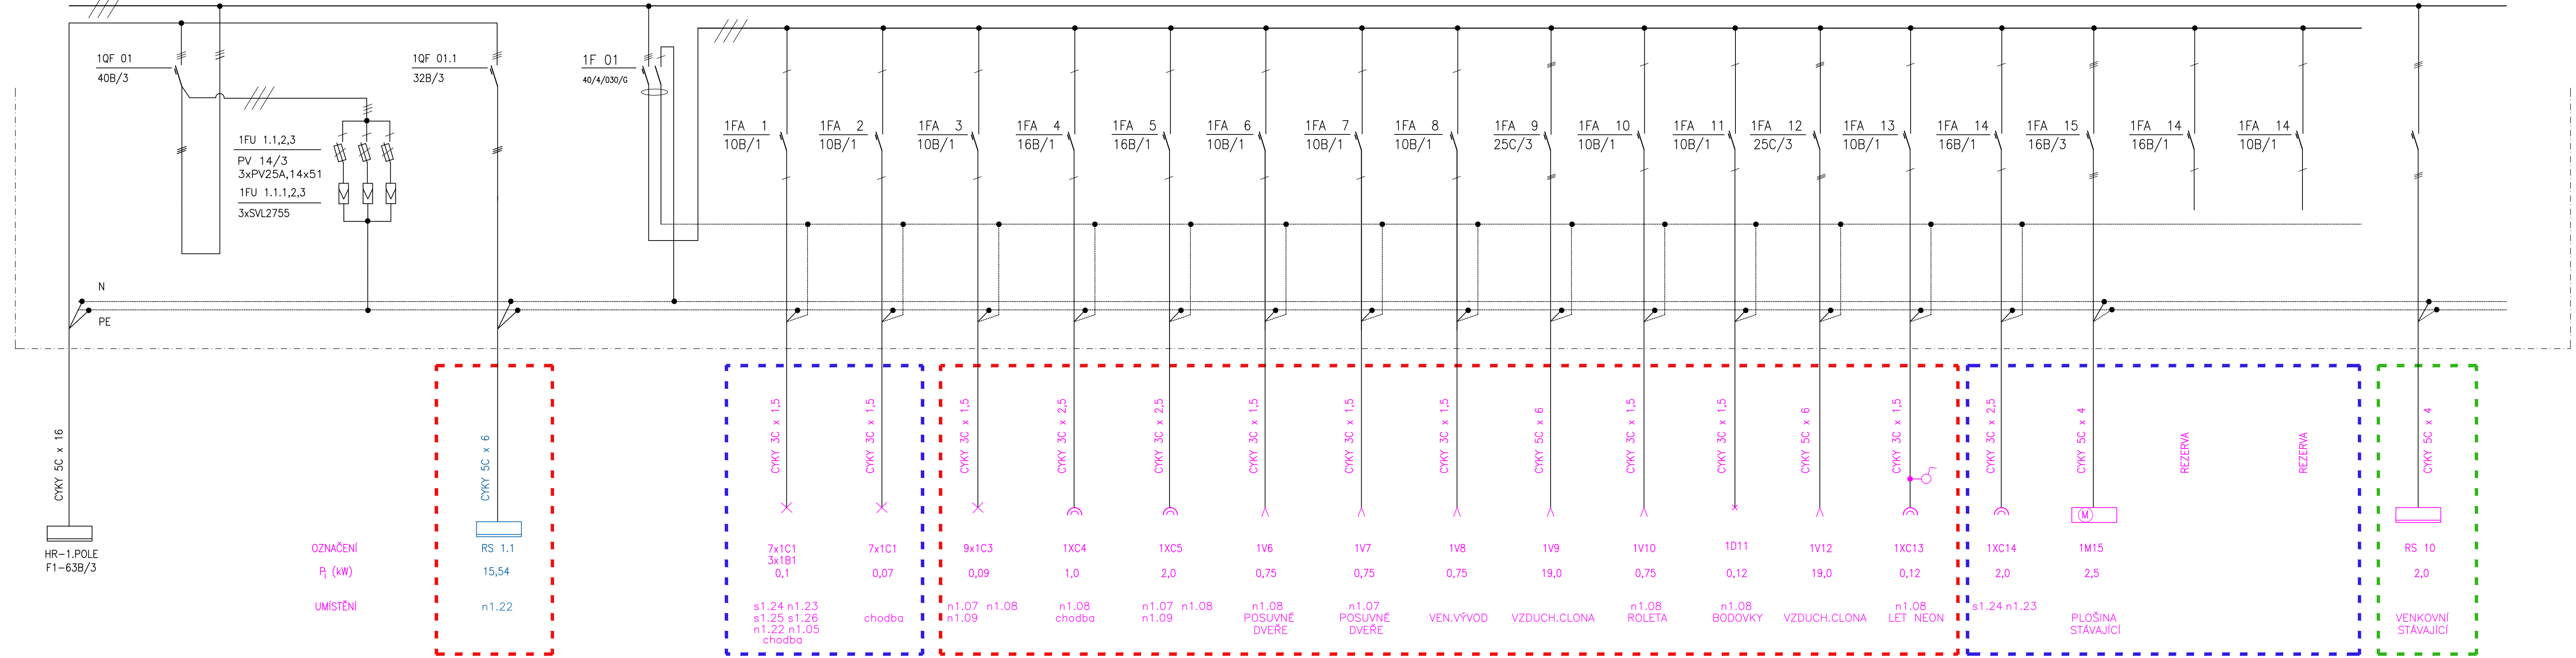 1QF 01
40B/3
1QF 01.1
32B/3
1F 01
40/4/030/G
1FU 1.1,2,3
PV 14/3
3xPV25A,14x51
1FU 1.1.1,2,3
3xSVL2755
1FA 1
10B/1
1FA 2
10B/1
1FA 3
10B/1
1FA 4
16B/1
1FA 5
16B/1
1FA 6
10B/1
1FA 7
10B/1
1FA 8
10B/1
1FA 9
25C/3
1FA 10
10B/1
1FA 11
10B/1
1FA 12
25C/3
1FA 13
10B/1
1FA 14
16B/1
1FA 15
16B/3
1FA 14
16B/1
1FA 14
10B/1
N
PE
CYKY 5C x 16
CYKY 5C x 6
CYKY 3C x 1,5
CYKY 3C x 1,5
CYKY 3C x 1,5
CYKY 3C x 2,5
CYKY 3C x 2,5
CYKY 3C x 1,5
CYKY 3C x 1,5
CYKY 3C x 1,5
CYKY 5C x 6
CYKY 3C x 1,5
CYKY 3C x 1,5
CYKY 5C x 6
CYKY 3C x 1,5
CYKY 3C x 2,5
CYKY 5C x 4
REZERVA
REZERVA
CYKY 5C x 4
HR-1.POLE
F1-63B/3
M
OZNAČENÍ
RS 1.1
7x1C1
3x1B1
7x1C1
9x1C3
1XC4
1XC5
1V6
1V7
1V8
1V9
1V10
1D11
1V12
1XC13
1XC14
1M15
RS 10
Pi (kW)
15,54
0,1
0,07
0,09
1,0
2,0
0,75
0,75
0,75
19,0
0,75
0,12
19,0
0,12
2,0
2,5
2,0
UMÍSTĚNÍ
n1.22
s1.24 n1.23
s1.25 s1.26
n1.22 n1.05
chodba
chodba
n1.07 n1.08
n1.09
n1.08
chodba
n1.07 n1.08
n1.09
n1.08
POSUVNÉ
DVEŘE
n1.07
POSUVNÉ
DVEŘE
VEN.VÝVOD
VZDUCH.CLONA
n1.08
ROLETA
n1.08
BODOVKY
VZDUCH.CLONA
n1.08
LET NEON
s1.24 n1.23
PLOŠINA
STÁVAJÍCÍ
VENKOVNÍ
STÁVAJÍCÍ